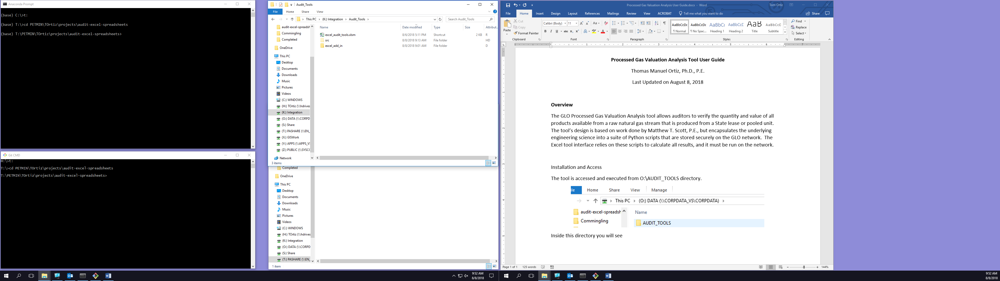 Anaconda Prompt
(base) C:\>t:
(base) T:\>cd PETMIN\TOrtiz\projects\audit-excel-spreadsheets
(base) T:\PETMIN\TOrtiz\projects\audit-excel-spreadsheets>
Git CMD
H:\>t:
T:\>cd PETMIN\TOrtiz\projects\audit-excel-spreadsheets
T:\PETMIN\TOrtiz\projects\audit-excel-spreadsheets>
Audit_Tools
File Home Share View
This PC > (K:) Integration > Audit_Tools >
Search Audit_Tools
audit-excel-spreadsh
Commingling
Completed
OneDrive
This PC
Desktop
Documents
Downloads
Music
Pictures
Videos
(C:) WINDOWS
(H:) TOrtiz (\\hdrives
(K:) Integration
(O:) DATA (\\CORPD
(S:) Share
(T:) PASHARE (\\EN_
(X:) GISWork
(Y:) APPS (\\APPS_VS
(Z:) PUBLIC (\\SYSCO
Network
3 items
Name Date modified Type Size Attribut...
excel_audit_tools.xlsm 8/6/2018 5:11 PM Shortcut 2 KB R
src 8/8/2018 9:13 AM File folder HD
excel_add_in 8/8/2018 9:01 AM File folder D
Completed
OneDrive
This PC
Desktop
Documents
Downloads
Music
Pictures
Videos
(C:) WINDOWS
(H:) TOrtiz (\\hdrives
(K:) Integration
(O:) DATA (\\CORPD
(S:) Share
(T:) PASHARE (\\EN_
1 item
Processed Gas Valuation Analysis User Guide.docx - Word
Tom Ortiz
File Home Insert Design Layout References Mailings Review View ACROBAT Tell me what you want to do Share
Paste
Cut
Copy
Format Painter
Clipboard
Calibri (Body) 11
Font
Paragraph
AaBbCcDc AaBbCcDc AaBbCc AaBbCcD AaB AaBbCcD
¶ Normal ¶ No Spac... Heading 1 Heading 2 Title Subtitle
Styles
Find
Replace
Select
Editing
Processed Gas Valuation Analysis Tool User Guide
Thomas Manuel Ortiz, Ph.D., P.E.
Last Updated on August 8, 2018
Overview
The GLO Processed Gas Valuation Analysis tool allows auditors to verify the quantity and value of all
products available from a raw natural gas stream that is produced from a State lease or pooled unit.
The tool's design is based on work done by Matthew T. Scott, P.E., but encapsulates the underlying
engineering science into a suite of Python scripts that are stored securely on the GLO network. The
Excel tool interface relies on these scripts to calculate all results, and it must be run on the network.
Installation and Access
The tool is accessed and executed from O:\AUDIT_TOOLS directory.
ile Home Share View Manage
This PC > (O:) DATA (\\CORPDATA_VS\CORPDATA) >
audit-excel-spreadsh
Commingling
Name
AUDIT_TOOLS
Inside this directory you will see
Page 1 of 1 125 words
144%
9:52 AM
8/8/2018
9:52 AM
8/8/2018